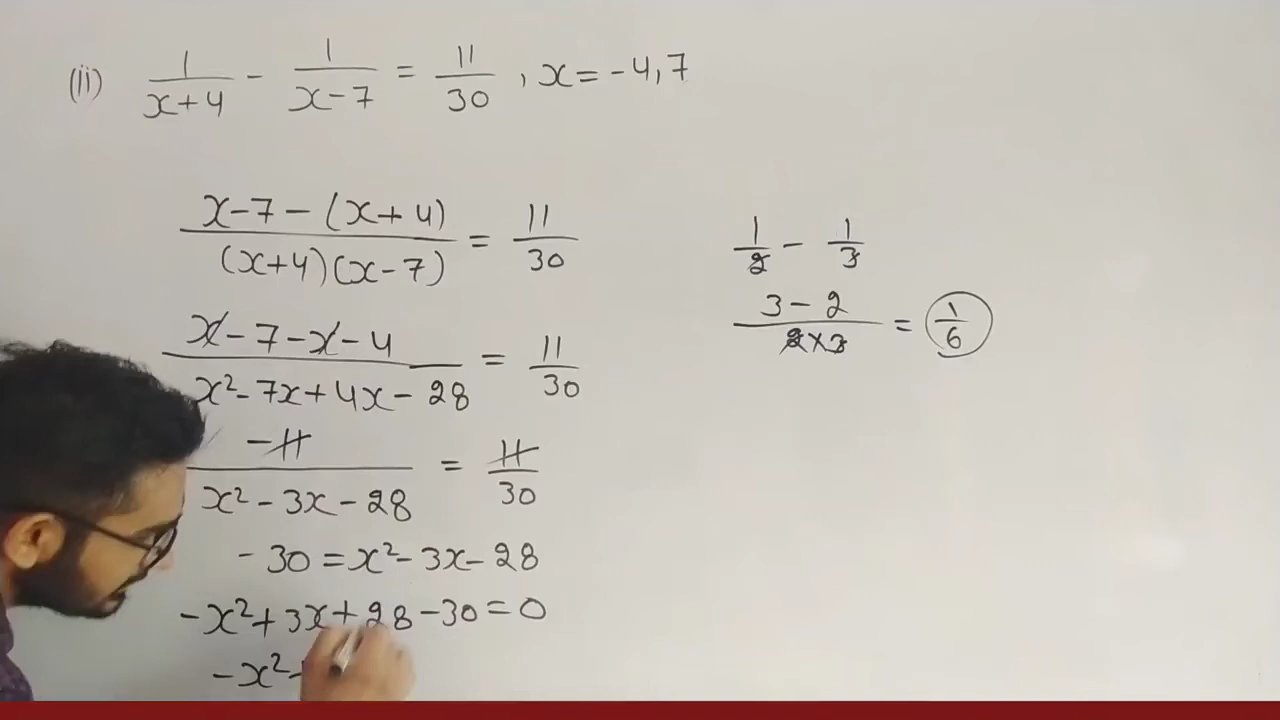 (ii) 1/(x+4) - 1/(x-7) = 11/30 , x = -4,7
(x-7-(x+4))/((x+4)(x-7)) = 11/30
1/2 - 1/3
(3-2)/(2×3) = 1/6
(x-7-x-4)/(x²-7x+4x-28) = 11/30
-11/(x²-3x-28) = 11/30
-30 = x²-3x-28
-x²+3x+28-30=0
-x²+